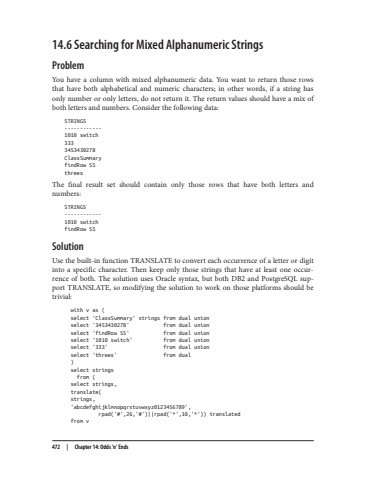 14.6 Searching for Mixed Alphanumeric Strings
Problem
You have a column with mixed alphanumeric data. You want to return those rows
that have both alphabetical and numeric characters; in other words, if a string has
only number or only letters, do not return it. The return values should have a mix of
both letters and numbers. Consider the following data:
STRINGS
------------
1010 switch
333
3453430278
ClassSummary
findRow 55
threes
The final result set should contain only those rows that have both letters and
numbers:
STRINGS
------------
1010 switch
findRow 55
Solution
Use the built-in function TRANSLATE to convert each occurrence of a letter or digit
into a specific character. Then keep only those strings that have at least one occur-
rence of both. The solution uses Oracle syntax, but both DB2 and PostgreSQL sup-
port TRANSLATE, so modifying the solution to work on those platforms should be
trivial:
with v as (
select 'ClassSummary' strings from dual union
select '3453430278' from dual union
select 'findRow 55' from dual union
select '1010 switch' from dual union
select '333' from dual union
select 'threes' from dual
)
select strings
from (
select strings,
translate(
strings,
'abcdefghijklmnopqrstuvwxyz0123456789',
rpad('#',26,'#')||rpad('*',10,'*')) translated
from v
472 | Chapter 14: Odds 'n' Ends